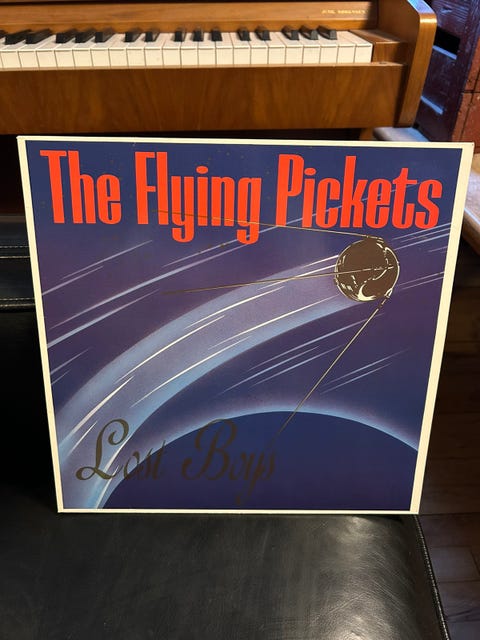 The Flying Pickets
Lost Boys